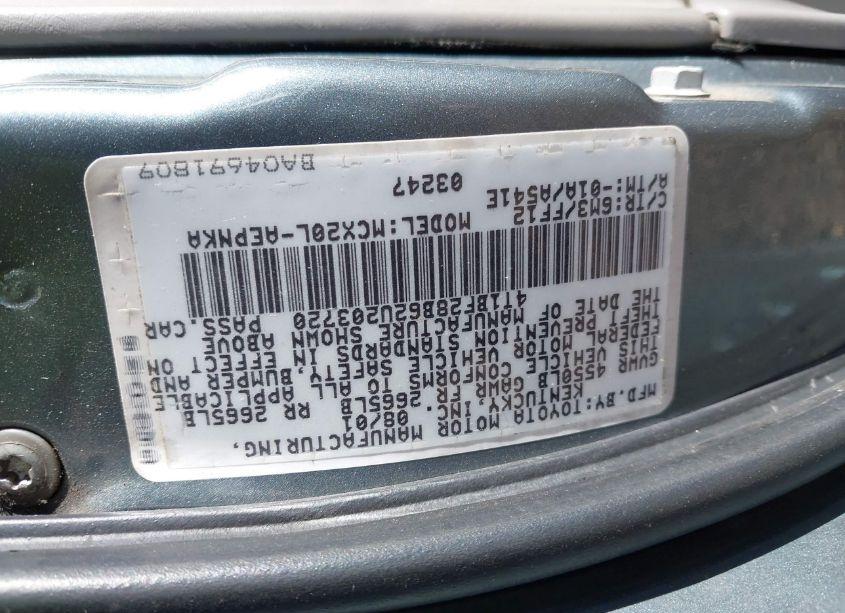 MFD.BY:TOYOTA MOTOR MANUFACTURING,
KENTUCKY, INC. 08/01
GVWR 4550LB GAWR FR 2665LB RR 2665LB
THIS VEHICLE CONFORMS TO ALL APPLICABLE
FEDERAL MOTOR VEHICLE SAFETY, BUMPER AND
THEFT PREVENTION STANDARDS IN EFFECT ON
THE DATE OF MANUFACTURE SHOWN ABOVE.
4T1BF28B62U203720 PASS.CAR
C/TR:6M3/FF12 MODEL:MCX20L-AEPNKA
A/TM:-01A/A541E 03247
BA04691809